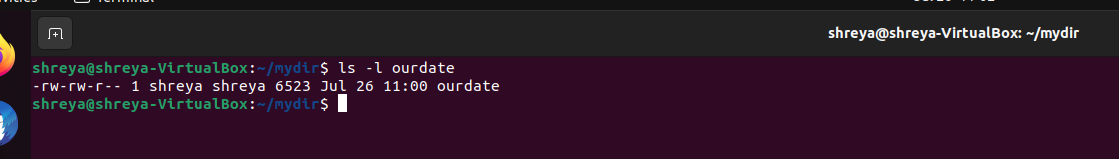 shreya@shreya-VirtualBox: ~/mydir
shreya@shreya-VirtualBox:~/mydir$ ls -l ourdate
-rw-rw-r-- 1 shreya shreya 6523 Jul 26 11:00 ourdate
shreya@shreya-VirtualBox:~/mydir$